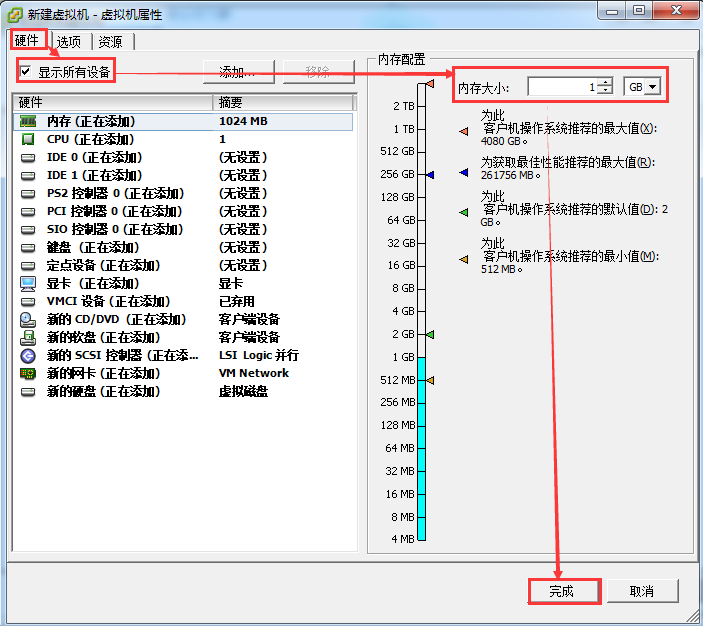 新建虚拟机 - 虚拟机属性
硬件 选项 资源
显示所有设备 添加... 移除
硬件 摘要
内存 (正在添加) 1024 MB
CPU (正在添加) 1
IDE 0 (正在添加) (无设置)
IDE 1 (正在添加) (无设置)
PS2 控制器 0 (正在添加) (无设置)
PCI 控制器 0 (正在添加) (无设置)
SIO 控制器 0 (正在添加) (无设置)
键盘 (正在添加) (无设置)
定点设备 (正在添加) (无设置)
显卡 (正在添加) 显卡
VMCI 设备 (正在添加) 已弃用
新的 CD/DVD (正在添加) 客户端设备
新的软盘 (正在添加) 客户端设备
新的 SCSI 控制器 (正在添... LSI Logic 并行
新的网卡 (正在添加) VM Network
新的硬盘 (正在添加) 虚拟磁盘
内存配置
内存大小: 1 GB
2 TB
1 TB
512 GB
256 GB
128 GB
64 GB
32 GB
16 GB
8 GB
4 GB
2 GB
1 GB
512 MB
256 MB
128 MB
64 MB
32 MB
16 MB
8 MB
4 MB
为此
客户机操作系统推荐的最大值(X):
4080 GB。
为获取最佳性能推荐的最大值(R):
261756 MB。
为此
客户机操作系统推荐的默认值(D): 2
GB。
为此
客户机操作系统推荐的最小值(M):
512 MB。
完成 取消